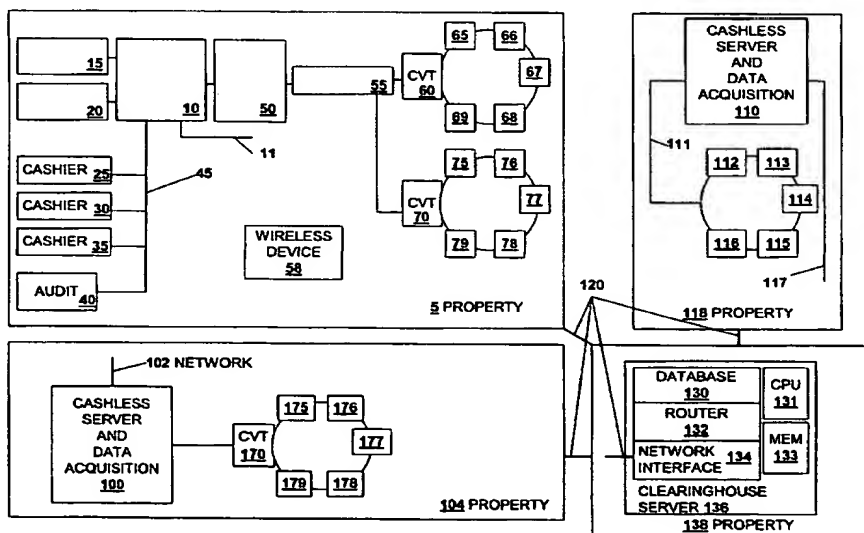 15
20
10
50
55
CVT
60
65
66
67
68
69
11
45
CASHIER 25
CASHIER 30
CASHIER 35
AUDIT 40
WIRELESS
DEVICE
58
CVT
70
75
76
77
78
79
5 PROPERTY
CASHLESS
SERVER
AND
DATA
ACQUISITION
110
111
112
113
114
115
116
117
118 PROPERTY
120
102 NETWORK
CASHLESS
SERVER
AND
DATA
ACQUISITION
100
CVT
170
175
176
177
178
179
104 PROPERTY
DATABASE
130
ROUTER
132
NETWORK
INTERFACE 134
CPU
131
MEM
133
CLEARINGHOUSE
SERVER 136
138 PROPERTY